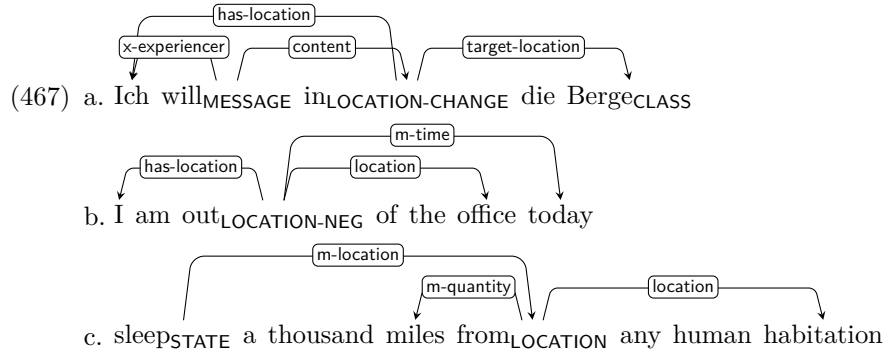 has-location
x-experiencer content target-location
(467) a. Ich willMESSAGE inLOCATION-CHANGE die BergeCLASS
m-time
has-location location
b. I am outLOCATION-NEG of the office today
m-location
m-quantity location
c. sleepSTATE a thousand miles fromLOCATION any human habitation